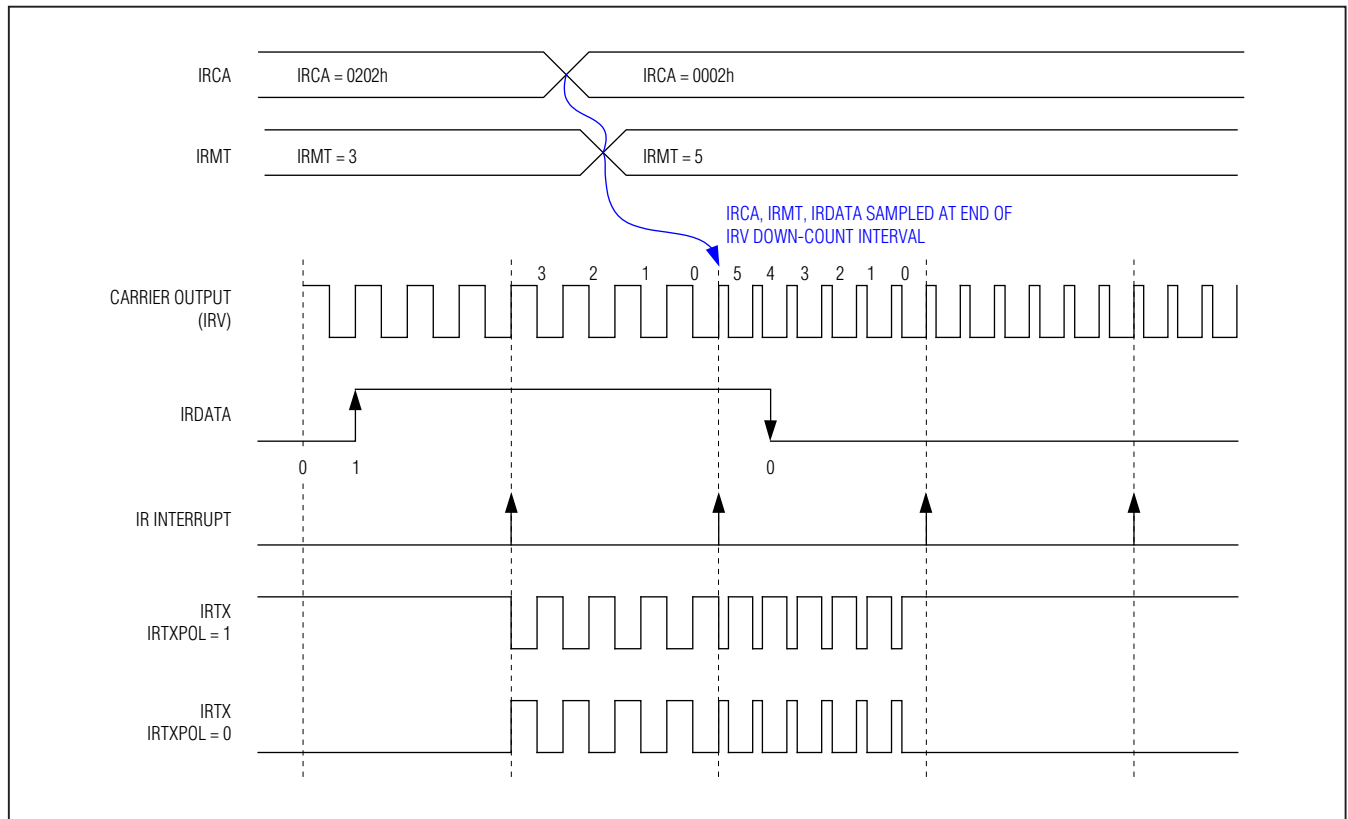 IRCA
IRCA = 0202h
IRCA = 0002h
IRMT
IRMT = 3
IRMT = 5
IRCA, IRMT, IRDATA SAMPLED AT END OF
IRV DOWN-COUNT INTERVAL
3 2 1 0 5 4 3 2 1 0
CARRIER OUTPUT
(IRV)
IRDATA
0 1 0
IR INTERRUPT
IRTX
IRTXPOL = 1
IRTX
IRTXPOL = 0